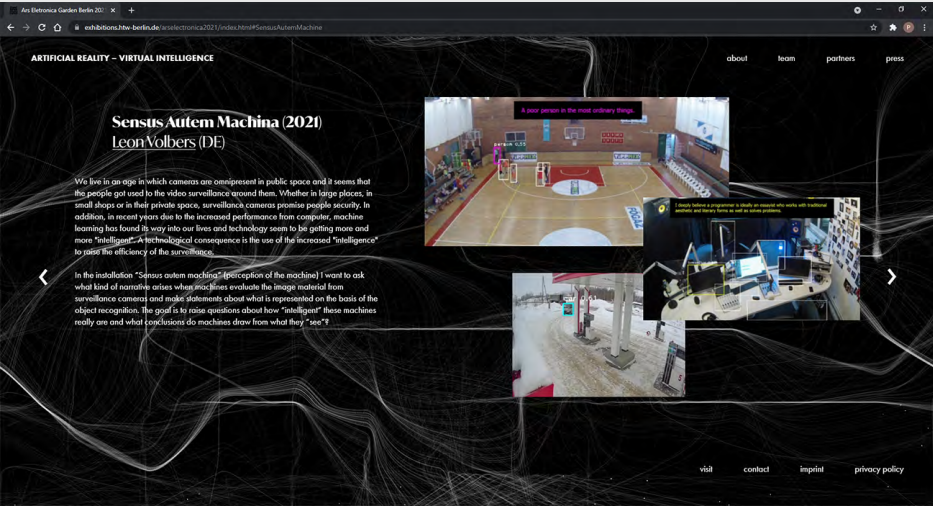 Ars Eletronica Garden Berlin 202
exhibitions.htw-berlin.de/arselectronica2021/index.html#SensusAutemMachine
P
ARTIFICIAL REALITY – VIRTUAL INTELLIGENCE
about
team
partners
press
Sensus Autem Machina (2021)
Leon Volbers (DE)
We live in an age in which cameras are omnipresent in public space and it seems that
the people got used to the video surveillance around them. Whether in large places, in
small shops or in their private space, surveillance cameras promise people security. In
addition, in recent years due to the increased performance from computer, machine
learning has found its way into our lives and technology seem to be getting more and
more "intelligent". A technological consequence is the use of the increased "intelligence"
to raise the efficiency of the surveillance.
In the installation "Sensus autem machina" (perception of the machine) I want to ask
what kind of narrative arises when machines evaluate the image material from
surveillance cameras and make statements about what is represented on the basis of the
object recognition. The goal is to raise questions about how "intelligent" these machines
really are and what conclusions do machines draw from what they "see"?
A poor person in the most ordinary things.
person 0.55
I deeply believe a programmer is ideally an essayist who works with traditional
aesthetic and literary forms as well as solves problems.
car 0.61
visit
contact
imprint
privacy policy